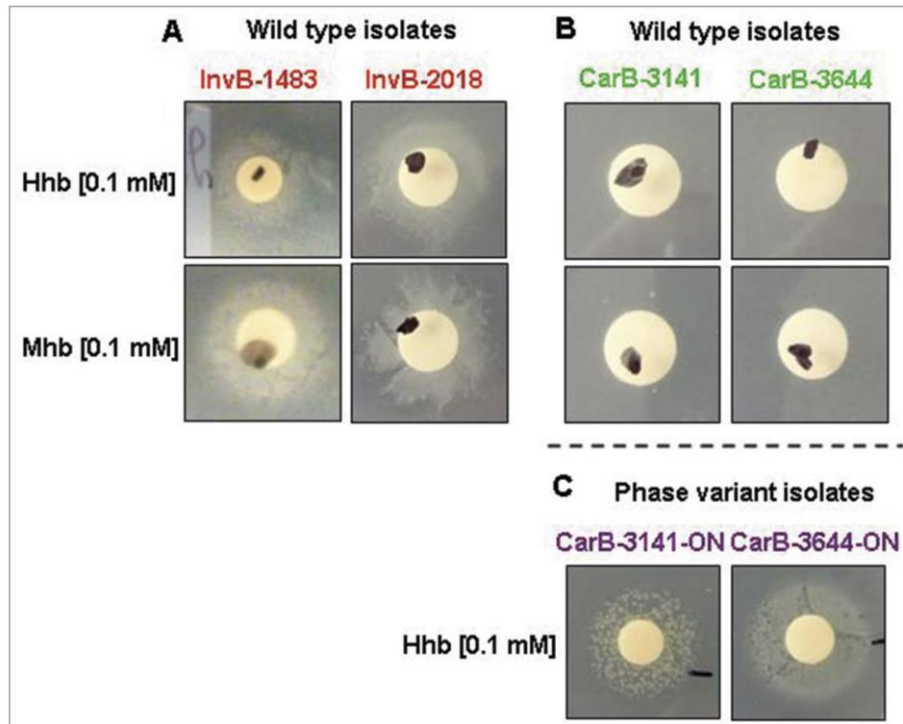 A Wild type isolates
InvB-1483 InvB-2018
Hhb [0.1 mM]
Mhb [0.1 mM]
B Wild type isolates
CarB-3141 CarB-3644
C Phase variant isolates
CarB-3141-ON CarB-3644-ON
Hhb [0.1 mM]